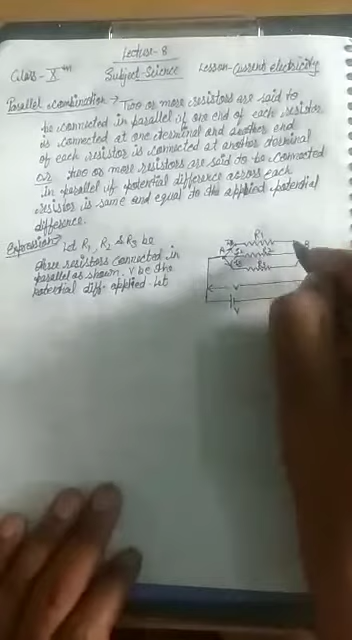 Lecture - 8
Class - Xth Subject - Science Lesson - Current electricity
Parallel combination ? Two or more resistors are said to
be connected in parallel if one end of each resistor
is connected at one terminal and another end
of each resistor is connected at another terminal
or two or more resistors are said to be connected
in parallel if potential difference across each
resistor is same and equal to the applied potential
difference.
Expression ? Let R1, R2 & R3 be
three resistors connected in
parallel as shown. V be the
potential diff. applied. Let
R1
A R2 B
R3
V
V